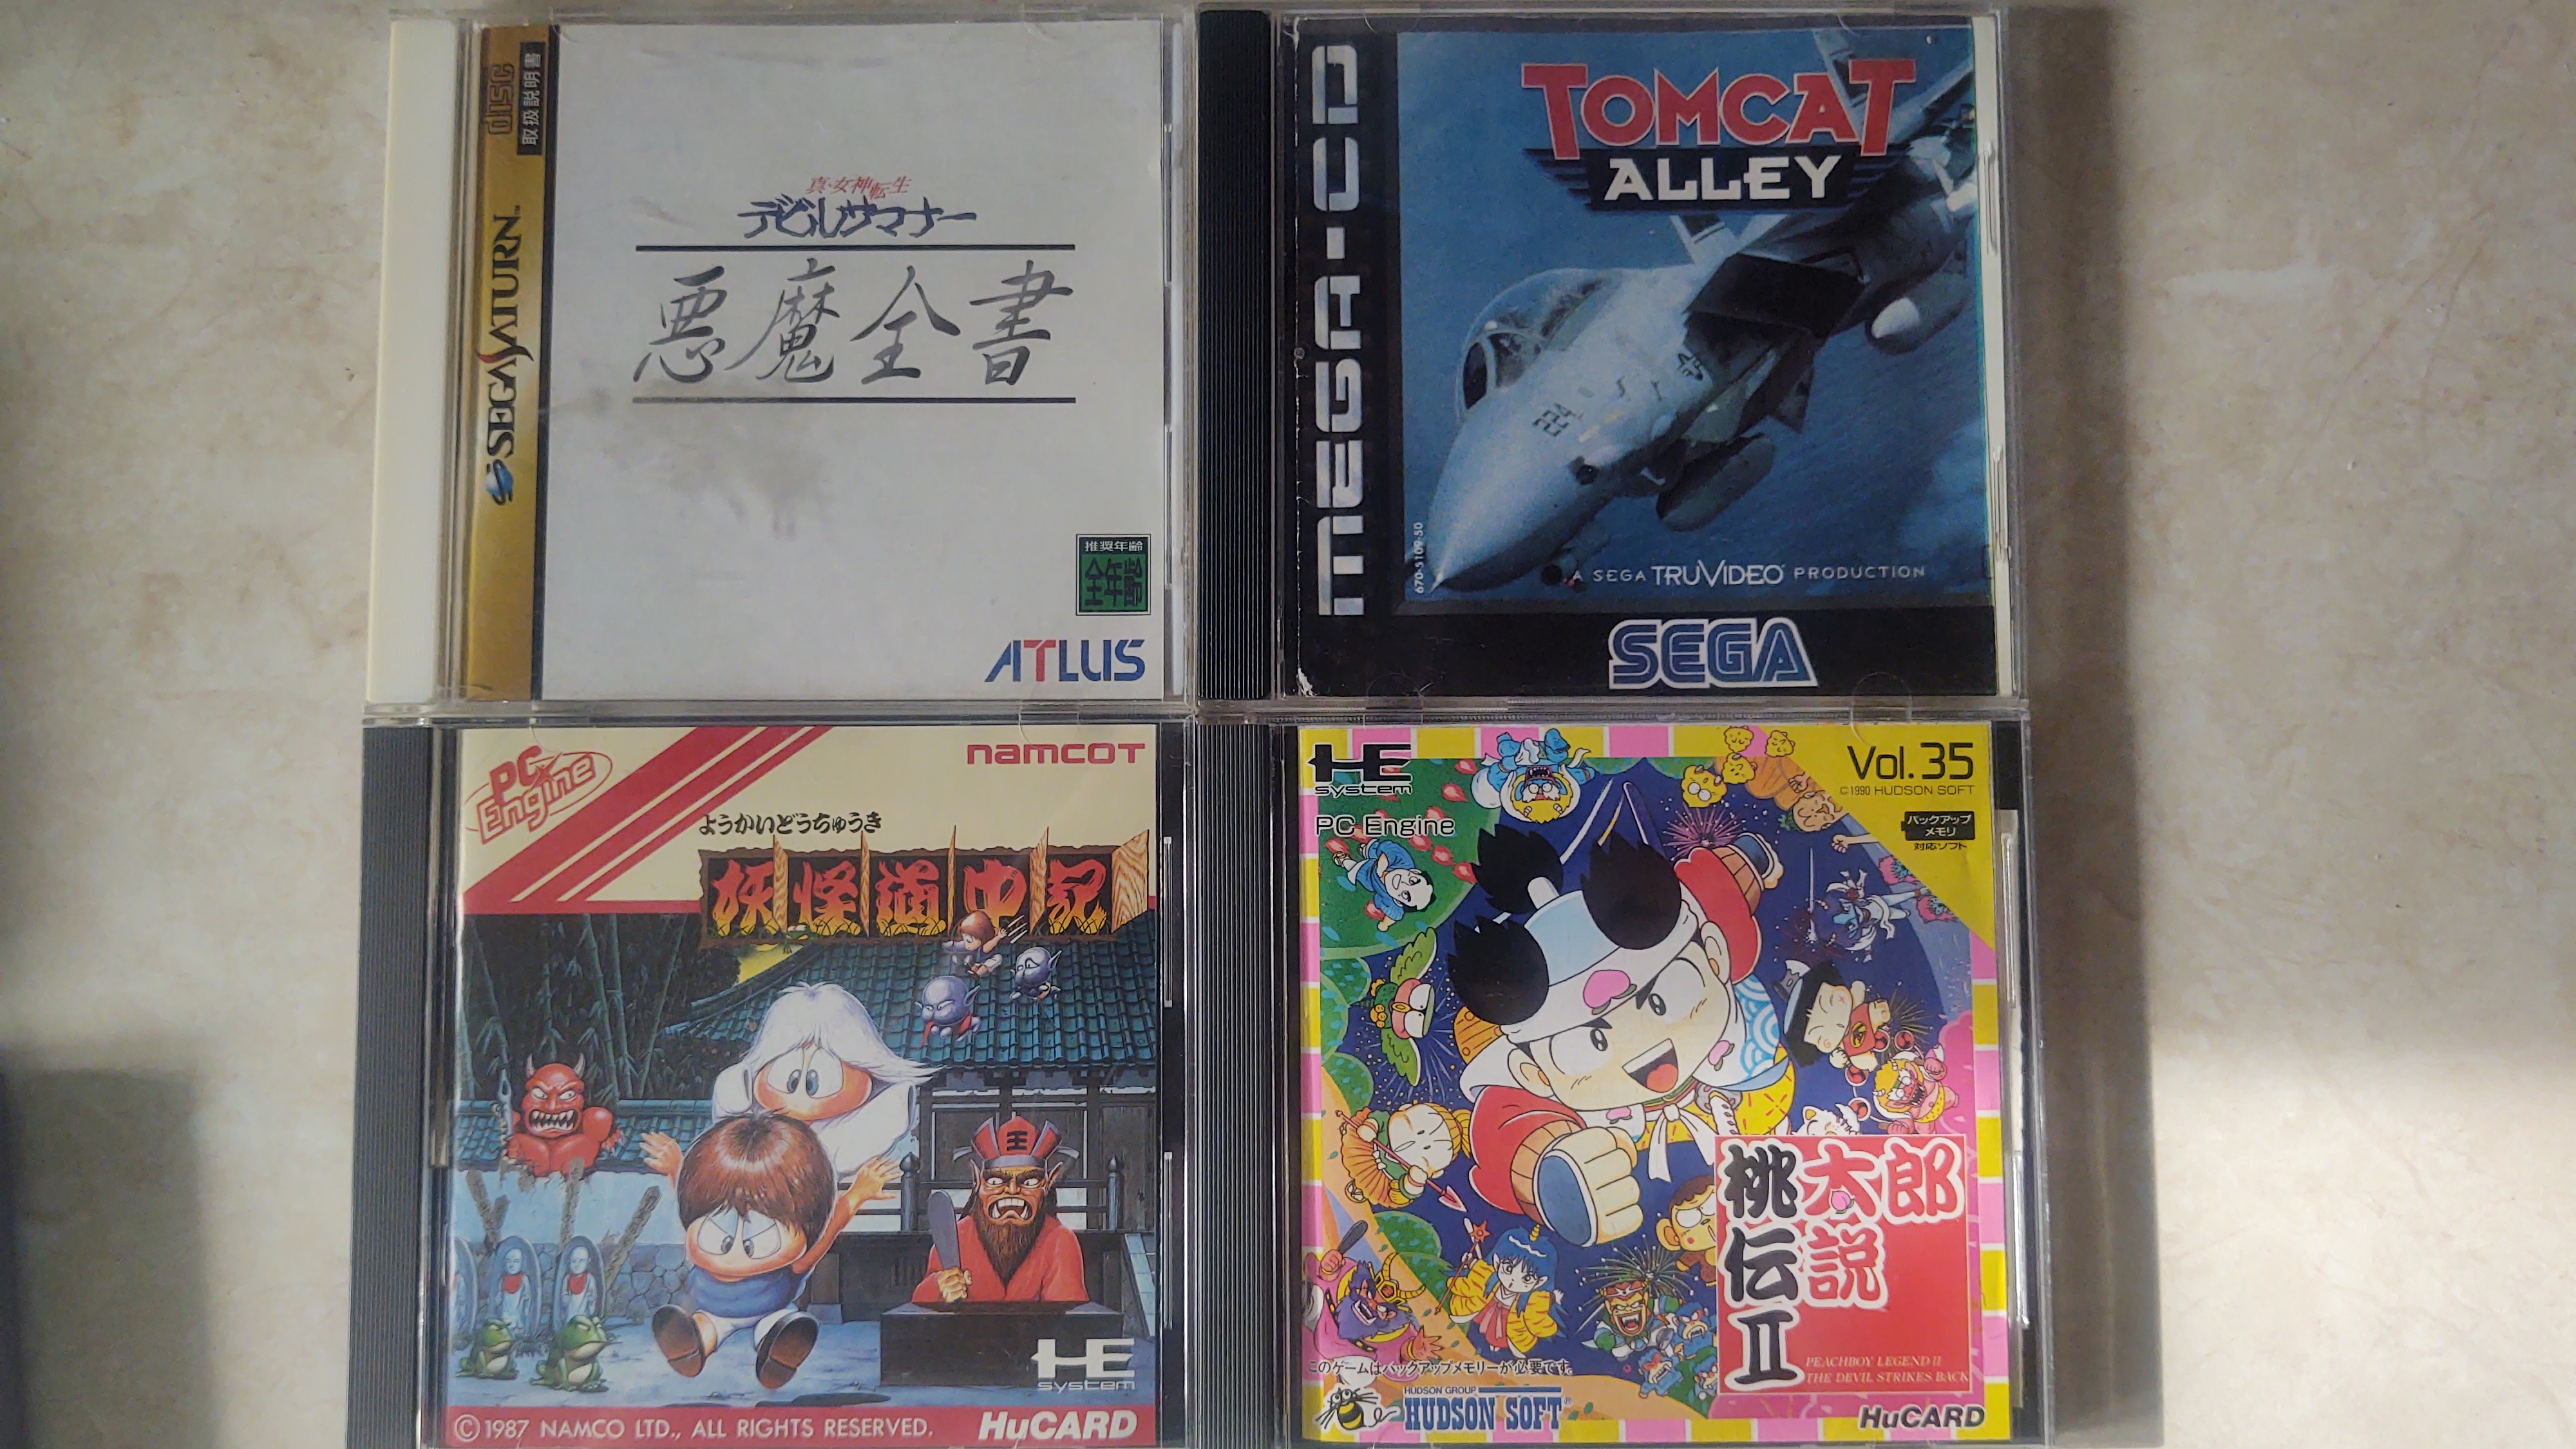 disc
取扱説明書
SEGA SATURN™
真・女神転生
デビルサマナー
悪魔全書
推奨年齢
全年齢
ATLUS
MEGA-CD
TOMCAT
ALLEY
224
670-5109-50
A SEGA TRUVIDEO PRODUCTION
SEGA
PC Engine
namcot
ようかいどうちゅうき
妖怪道中記
王
HE
system
© 1987 NAMCO LTD., ALL RIGHTS RESERVED.
HuCARD
HE
system
PC Engine
Vol. 35
©1990 HUDSON SOFT
バックアップ
メモリ
対応ソフト
桃太郎
伝説
II
PEACHBOY LEGEND II
THE DEVIL STRIKES BACK
このゲームはバックアップメモリーが必要です。
HUDSON GROUP
HUDSON SOFT®
HuCARD